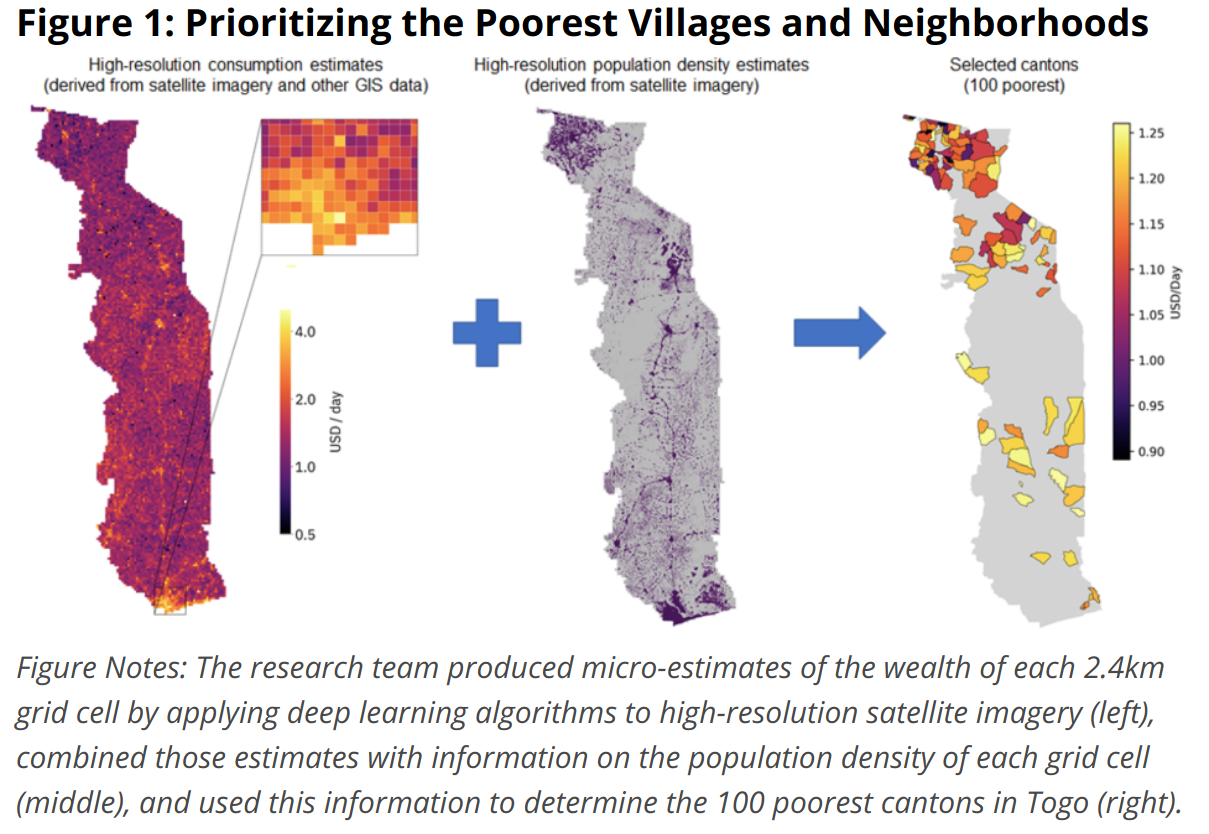 Figure 1: Prioritizing the Poorest Villages and Neighborhoods
High-resolution consumption estimates
(derived from satellite imagery and other GIS data)
High-resolution population density estimates
(derived from satellite imagery)
Selected cantons
(100 poorest)
4.0
2.0
1.0
0.5
USD / day
1.25
1.20
1.15
1.10
1.05
1.00
0.95
0.90
USD/Day
Figure Notes: The research team produced micro-estimates of the wealth of each 2.4km
grid cell by applying deep learning algorithms to high-resolution satellite imagery (left),
combined those estimates with information on the population density of each grid cell
(middle), and used this information to determine the 100 poorest cantons in Togo (right).